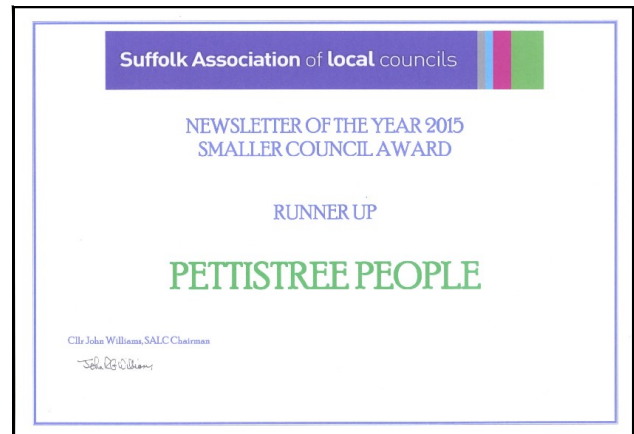 Suffolk Association of local councils
NEWSLETTER OF THE YEAR 2015
SMALLER COUNCIL AWARD
RUNNER UP
PETTISTREE PEOPLE
Cllr John Williams, SALC Chairman